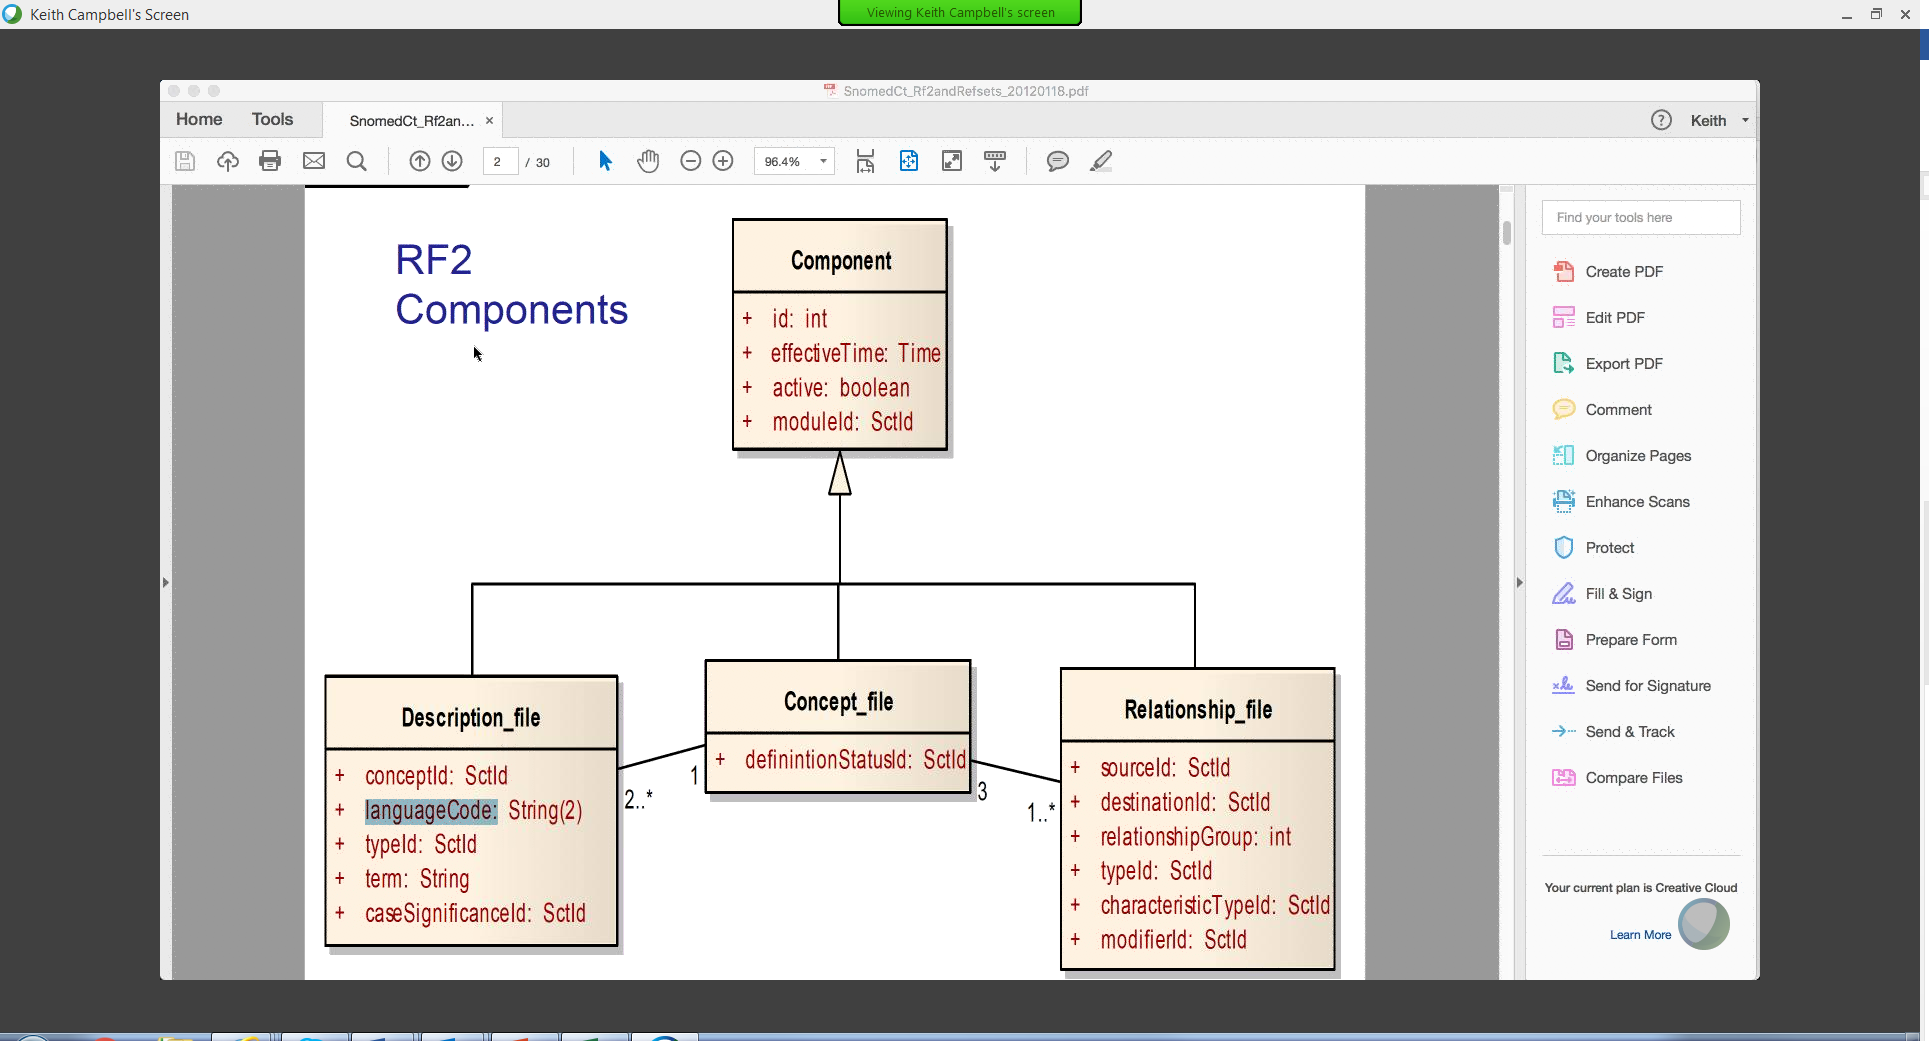 Keith Campbell's Screen
Viewing Keith Campbell's screen
SnomedCt_Rf2andRefsets_20120118.pdf
Home Tools SnomedCt_Rf2an... × ? Keith
2 / 30 96.4%
RF2
Components
Component
+ id: int
+ effectiveTime: Time
+ active: boolean
+ moduleId: SctId
Description_file
+ conceptId: SctId
+ languageCode: String(2)
+ typeId: SctId
+ term: String
+ caseSignificanceId: SctId
2..* 1
Concept_file
+ definintionStatusId: SctId
3 1..*
Relationship_file
+ sourceId: SctId
+ destinationId: SctId
+ relationshipGroup: int
+ typeId: SctId
+ characteristicTypeId: SctId
+ modifierId: SctId
Find your tools here
Create PDF
Edit PDF
Export PDF
Comment
Organize Pages
Enhance Scans
Protect
Fill & Sign
Prepare Form
Send for Signature
Send & Track
Compare Files
Your current plan is Creative Cloud
Learn More